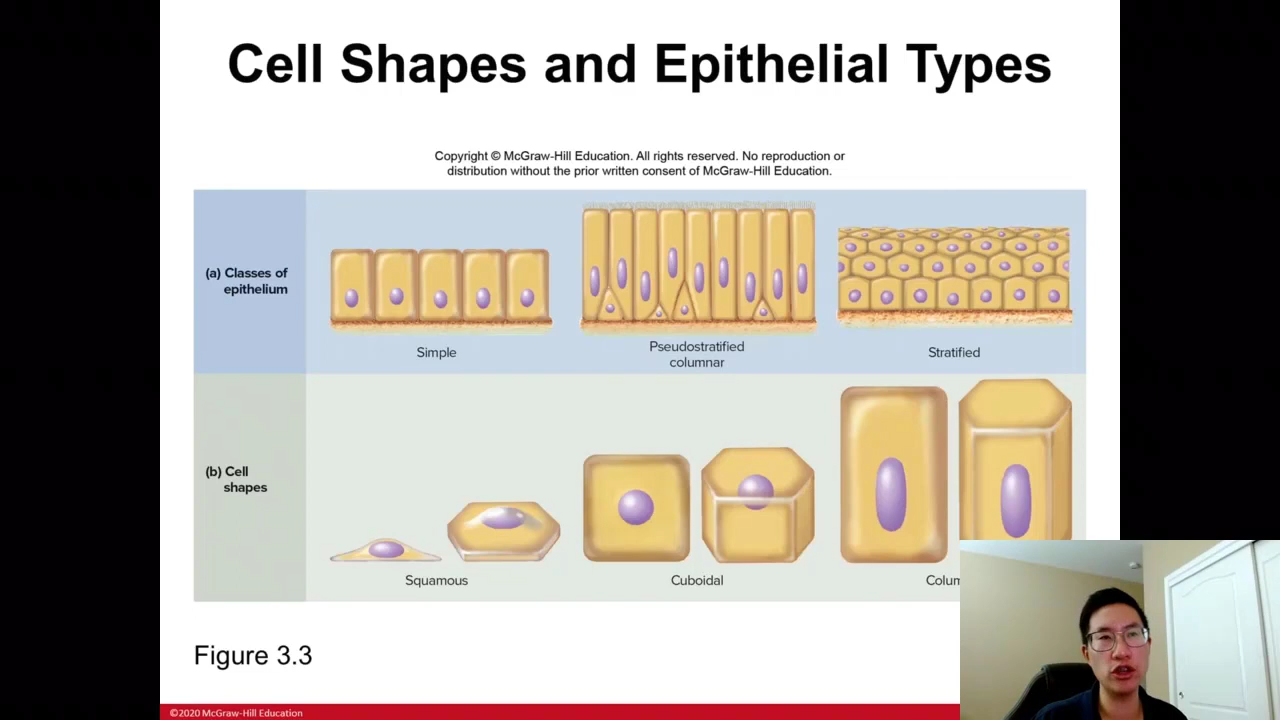 Cell Shapes and Epithelial Types
Copyright © McGraw-Hill Education. All rights reserved. No reproduction or
distribution without the prior written consent of McGraw-Hill Education.
(a) Classes of
epithelium
Simple
Pseudostratified
columnar
Stratified
(b) Cell
shapes
Squamous
Cuboidal
Colum
Figure 3.3
©2020 McGraw-Hill Education